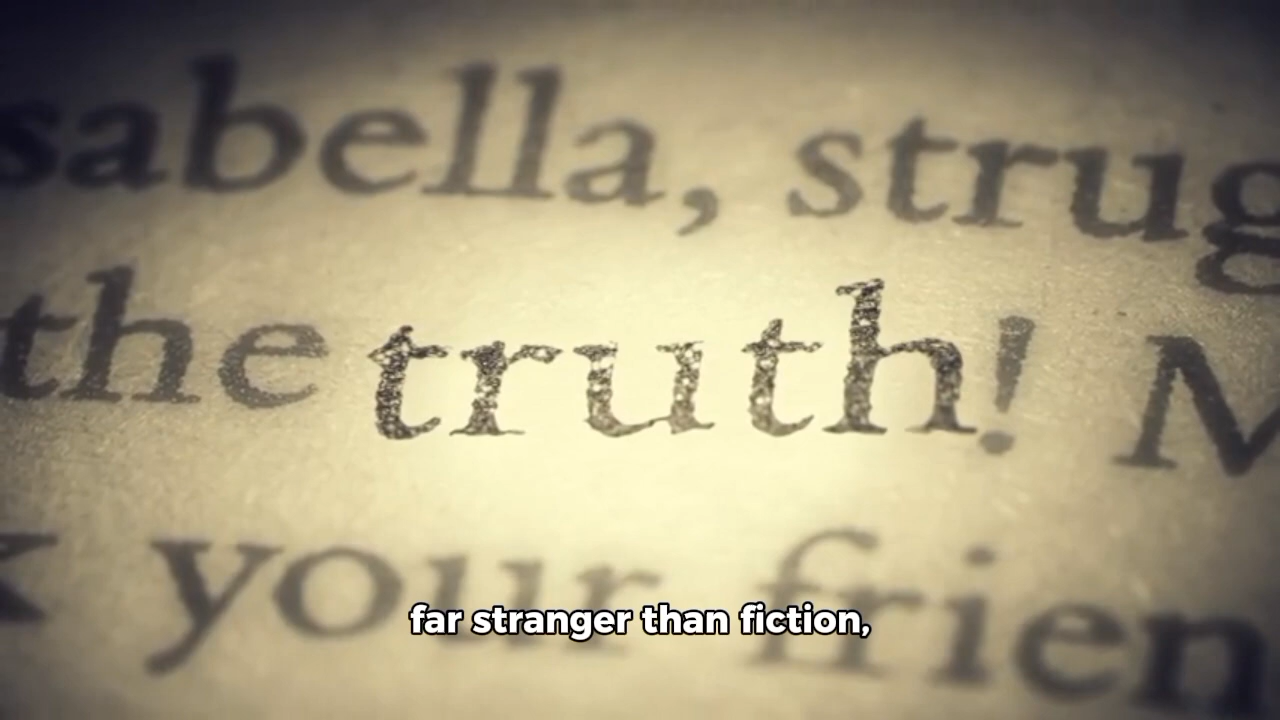 sabella, strug
the truth! M
k your frien
far stranger than fiction,